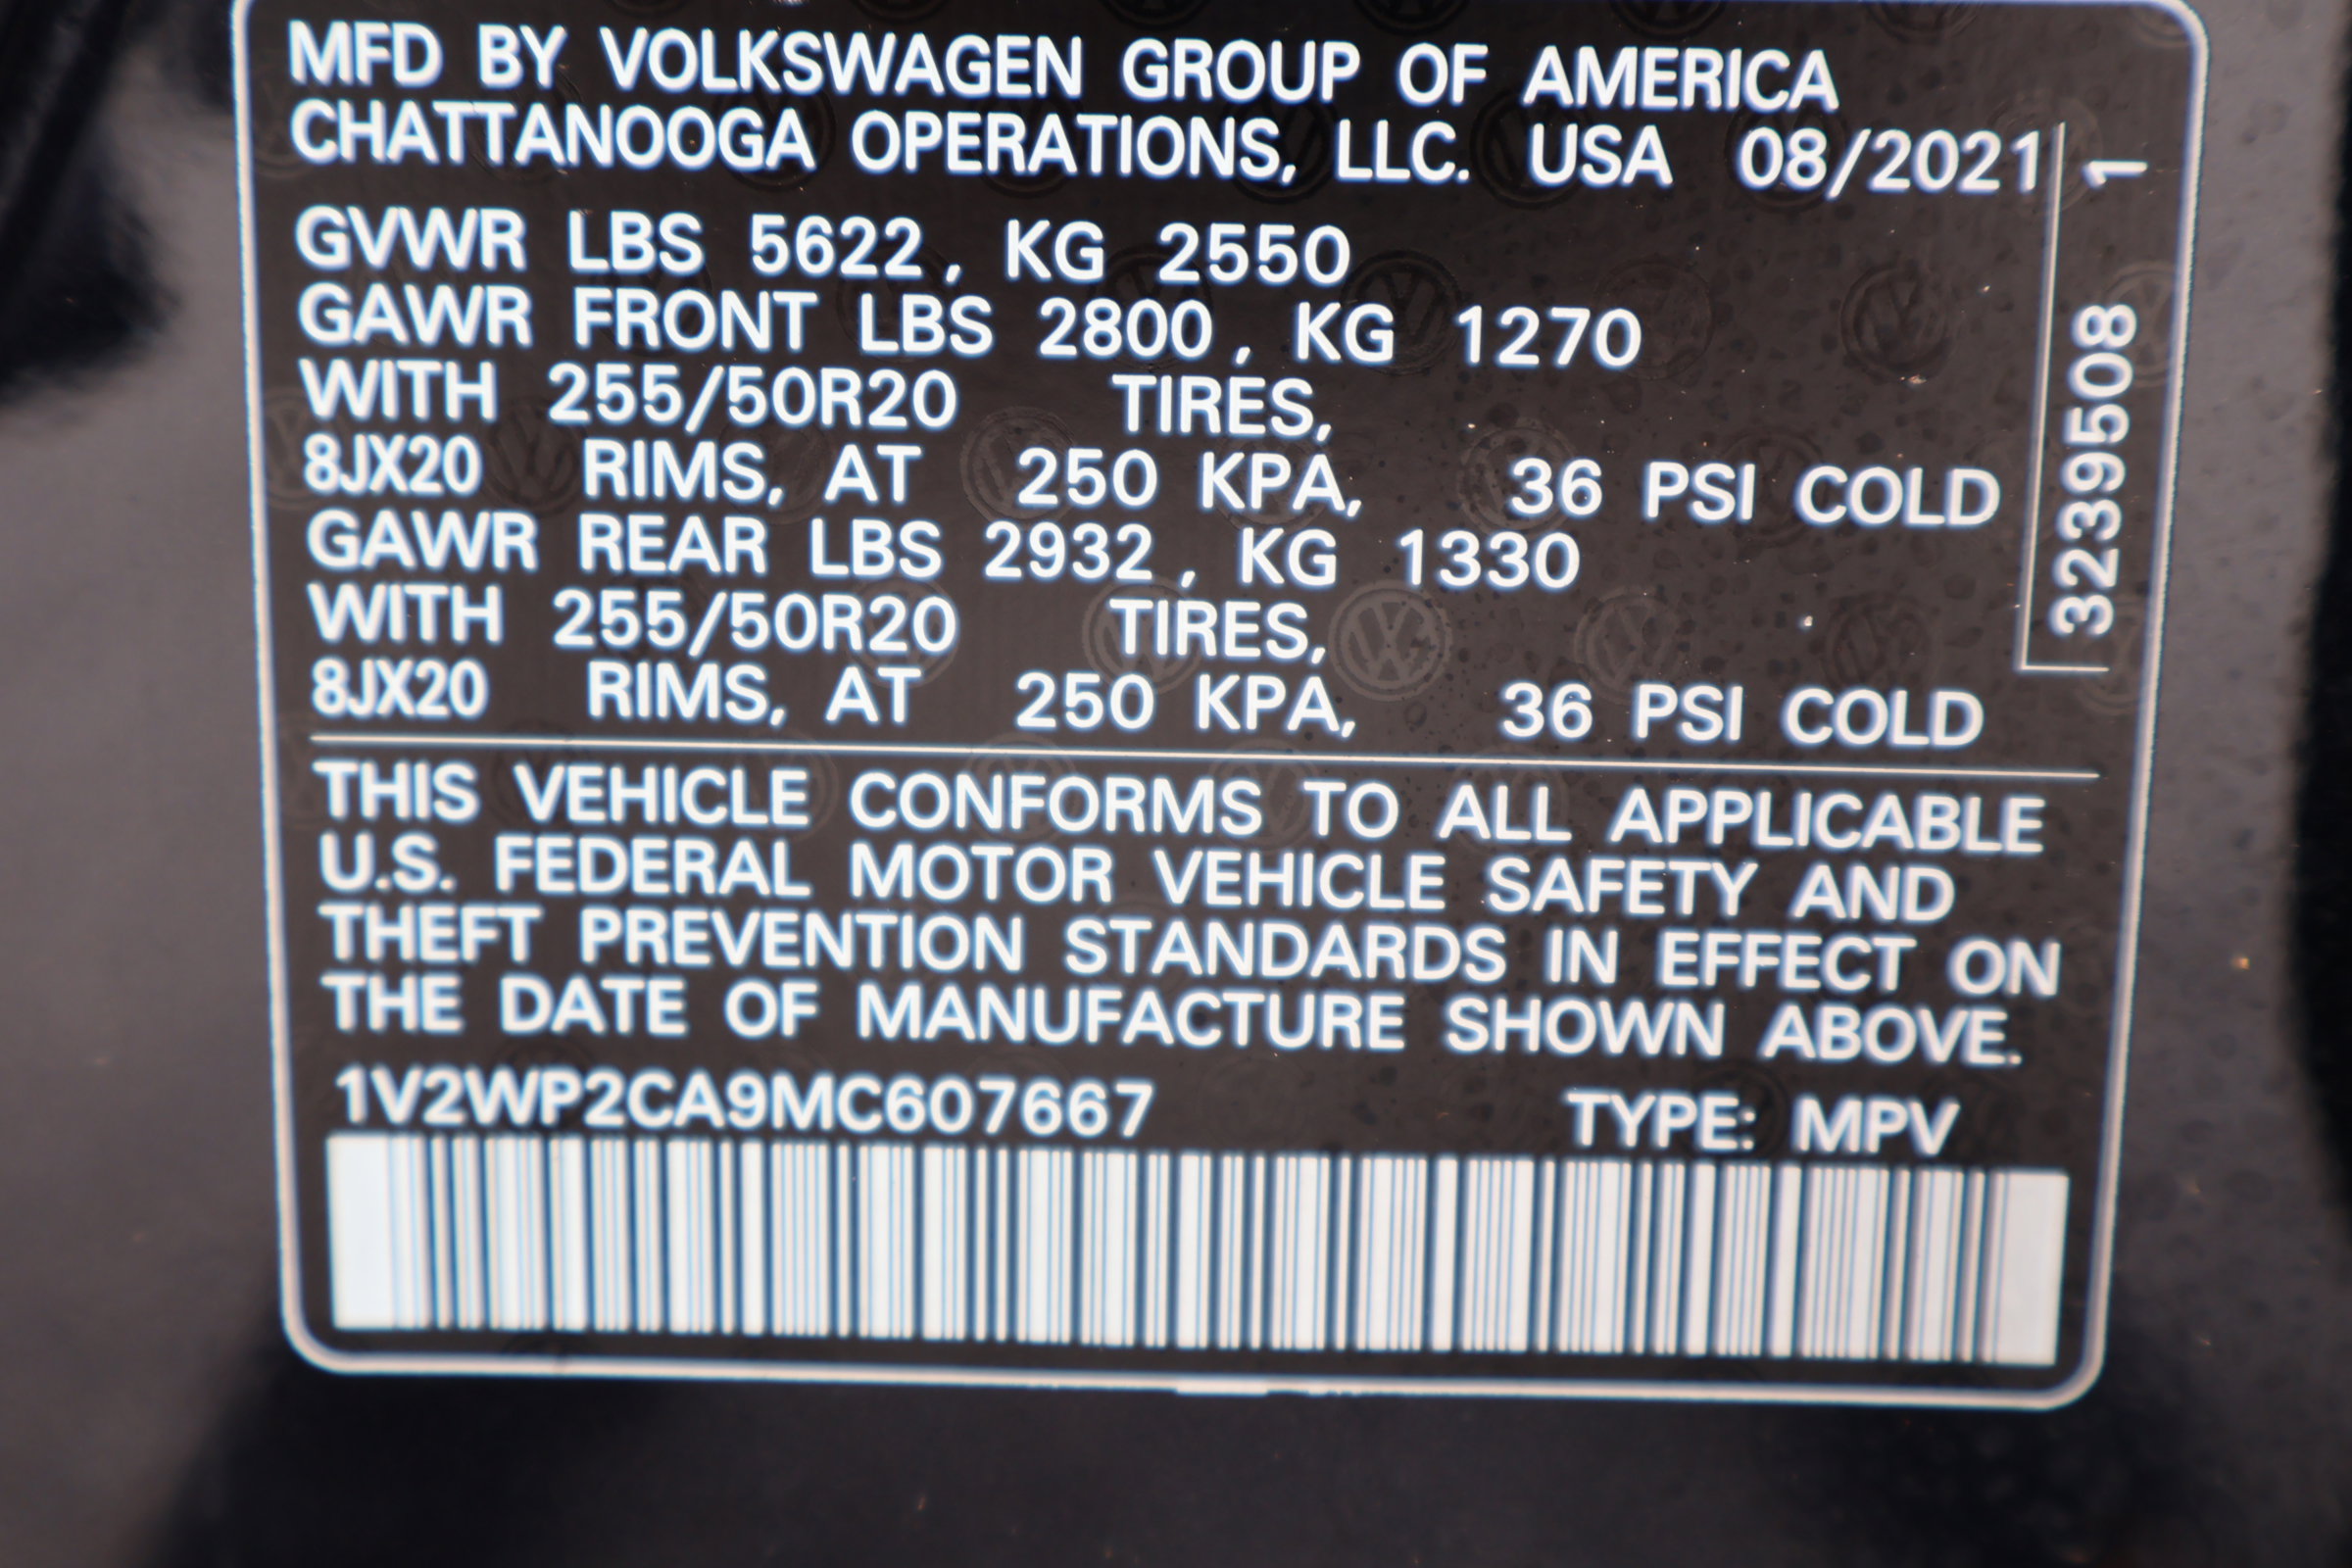 MFD BY VOLKSWAGEN GROUP OF AMERICA
CHATTANOOGA OPERATIONS, LLC. USA 08/2021
GVWR LBS 5622, KG 2550
GAWR FRONT LBS 2800, KG 1270
WITH 255/50R20 TIRES,
8JX20 RIMS, AT 250 KPA, 36 PSI COLD
GAWR REAR LBS 2932, KG 1330
WITH 255/50R20 TIRES,
8JX20 RIMS, AT 250 KPA, 36 PSI COLD
3239508 1
THIS VEHICLE CONFORMS TO ALL APPLICABLE
U.S. FEDERAL MOTOR VEHICLE SAFETY AND
THEFT PREVENTION STANDARDS IN EFFECT ON
THE DATE OF MANUFACTURE SHOWN ABOVE.
1V2WP2CA9MC607667 TYPE: MPV